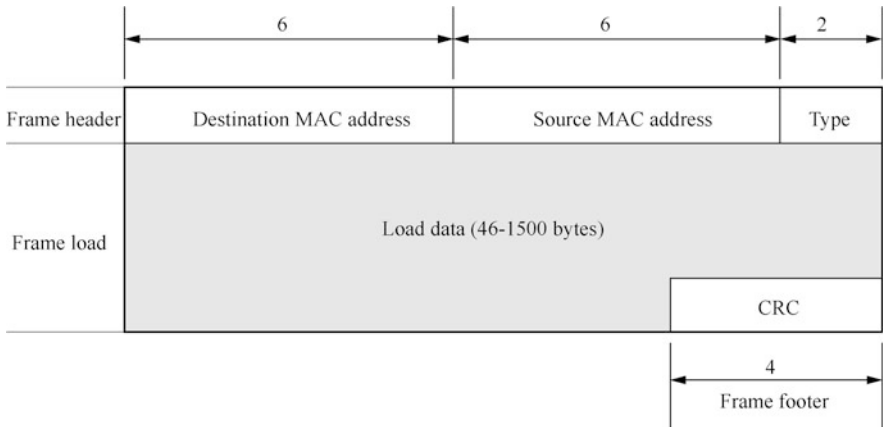 6 6 2
Frame header Destination MAC address Source MAC address Type
Frame load Load data (46-1500 bytes)
CRC
4
Frame footer